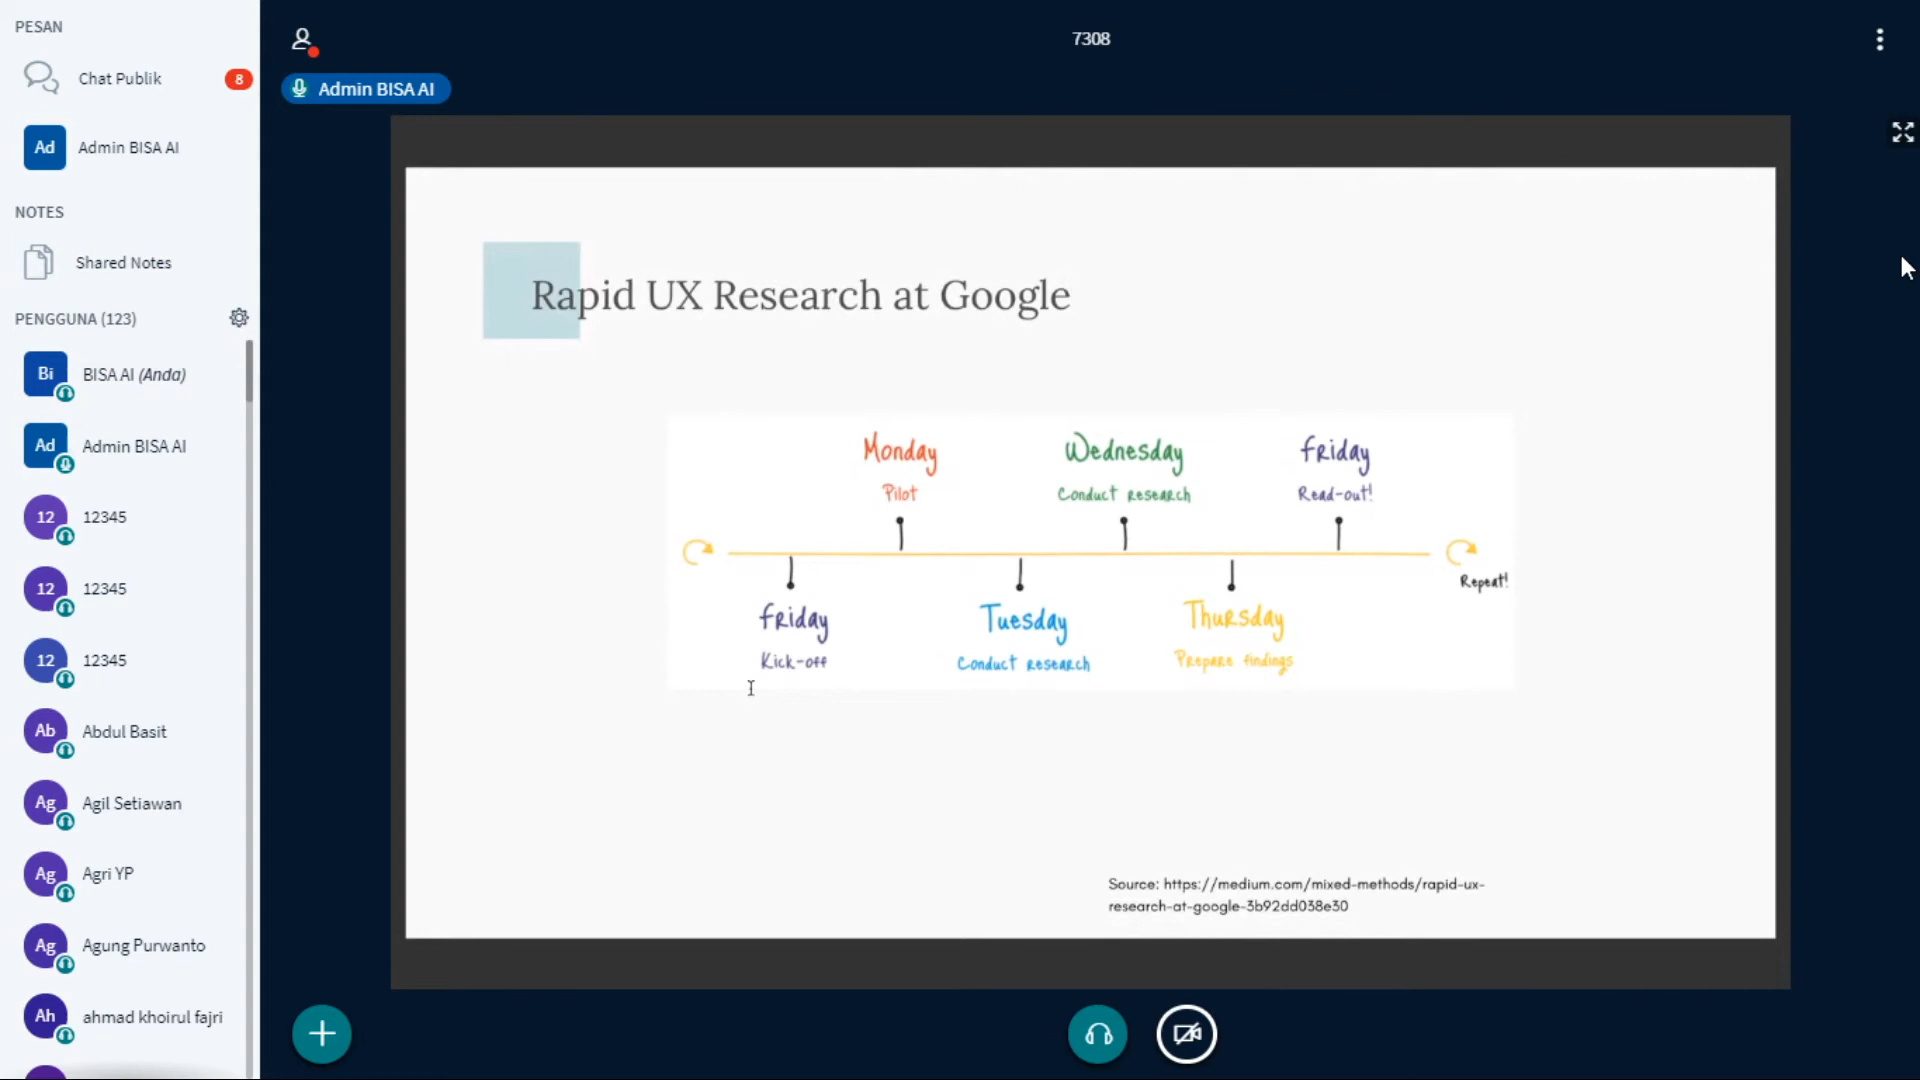 PESAN
Chat Publik
8
Ad
Admin BISA AI
NOTES
Shared Notes
PENGGUNA (123)
Bi
BISA AI (Anda)
Ad
Admin BISA AI
12
12345
12
12345
12
12345
Ab
Abdul Basit
Ag
Agil Setiawan
Ag
Agri YP
Ag
Agung Purwanto
Ah
ahmad khoirul fajri
7308
Admin BISA AI
Rapid UX Research at Google
Monday
Pilot
Wednesday
Conduct research
Friday
Read-out!
Repeat!
Friday
Kick-off
Tuesday
Conduct research
Thursday
Prepare findings
Source: https://medium.com/mixed-methods/rapid-ux-
research-at-google-3b92dd038e30